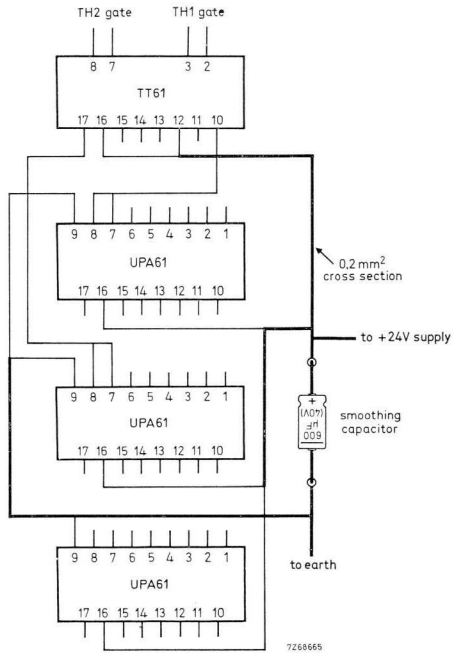 TH2 gate TH1 gate
8 7 3 2
TT61
17 16 15 14 13 12 11 10
9 8 7 6 5 4 3 2 1
UPA61
17 16 15 14 13 12 11 10
0,2 mm²
cross section
to +24V supply
9 8 7 6 5 4 3 2 1
UPA61
17 16 15 14 13 12 11 10
+
(40V)
µF
600
smoothing
capacitor
9 8 7 6 5 4 3 2 1
UPA61
17 16 15 14 13 12 11 10
to earth
7Z68665